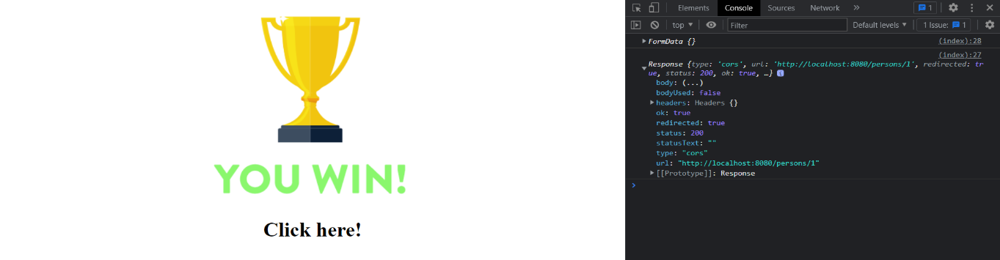 YOU WIN!
Click here!
Elements Console Sources Network » 1
top Filter Default levels 1 Issue: 1
FormData {} (index):28
(index):27
Response {type: 'cors', url: 'http://localhost:8080/persons/1', redirected: tr
ue, status: 200, ok: true, …} i
body: (...)
bodyUsed: false
headers: Headers {}
ok: true
redirected: true
status: 200
statusText: ""
type: "cors"
url: "http://localhost:8080/persons/1"
[[Prototype]]: Response